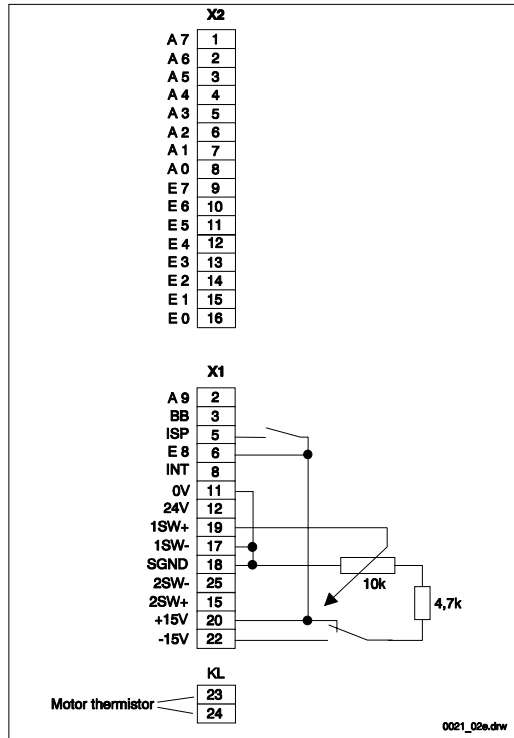 X2
A 7 1
A 6 2
A 5 3
A 4 4
A 3 5
A 2 6
A 1 7
A 0 8
E 7 9
E 6 10
E 5 11
E 4 12
E 3 13
E 2 14
E 1 15
E 0 16
X1
A 9 2
BB 3
ISP 5
E 8 6
INT 8
0V 11
24V 12
1SW+ 19
1SW- 17
SGND 18
10k
2SW- 25
4,7k
2SW+ 15
+15V 20
-15V 22
KL
23
Motor thermistor
24
0021_02e.drw